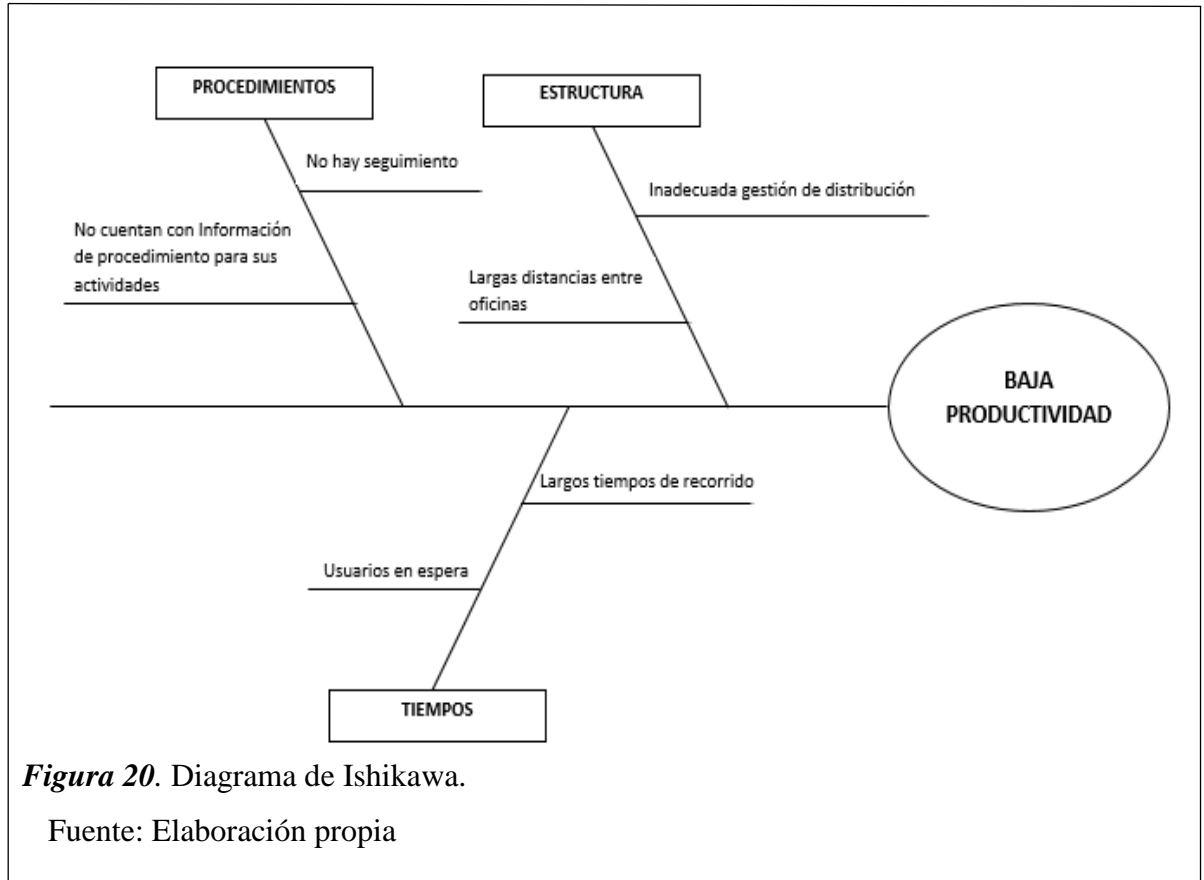 PROCEDIMIENTOS
ESTRUCTURA
No hay seguimiento
Inadecuada gestión de distribución
No cuentan con Información
de procedimiento para sus
actividades
Largas distancias entre
oficinas
BAJA
PRODUCTIVIDAD
Largos tiempos de recorrido
Usuarios en espera
TIEMPOS
Figura 20. Diagrama de Ishikawa.
Fuente: Elaboración propia